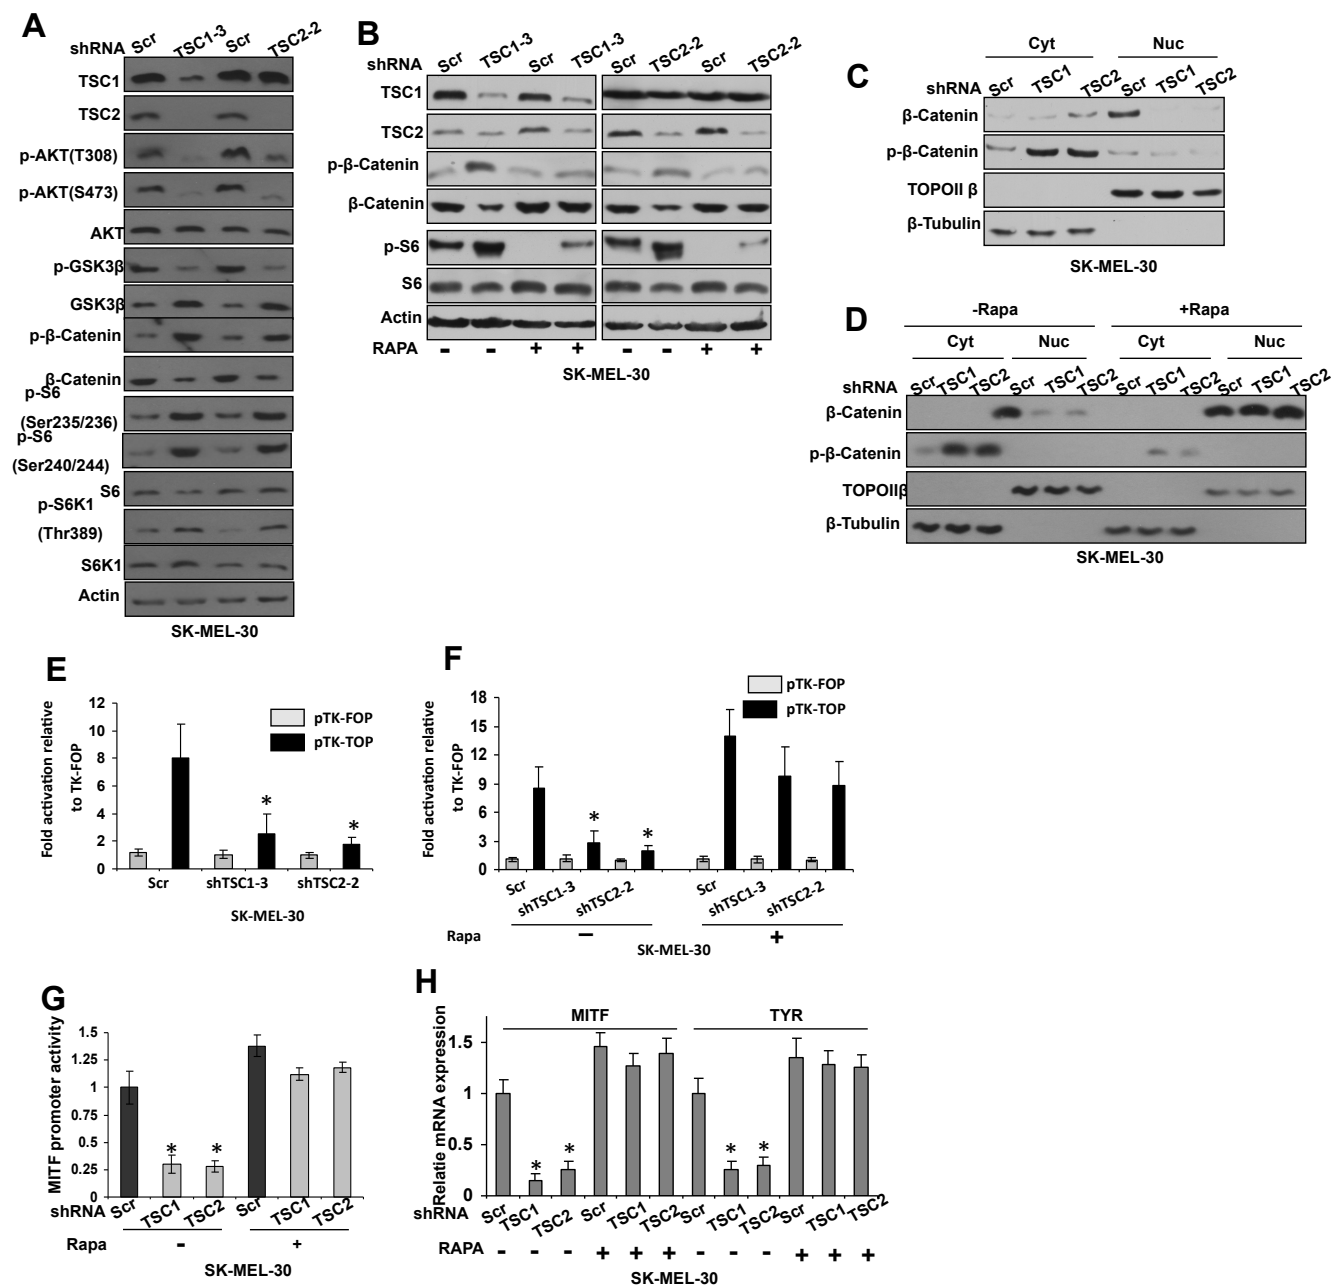 A
shRNA Scr TSC1-3 Scr TSC2-2
TSC1
TSC2
p-AKT(T308)
p-AKT(S473)
AKT
p-GSK3β
GSK3β
p-β-Catenin
β-Catenin
p-S6
(Ser235/236)
p-S6
(Ser240/244)
S6
p-S6K1
(Thr389)
S6K1
Actin
SK-MEL-30
B
shRNA Scr TSC1-3 Scr TSC1-3 Scr TSC2-2 Scr TSC2-2
TSC1
TSC2
p-β-Catenin
β-Catenin
p-S6
S6
Actin
RAPA - - + + - - + +
SK-MEL-30
C
Cyt Nuc
shRNA Scr TSC1 TSC2 Scr TSC1 TSC2
β-Catenin
p-β-Catenin
TOPOII β
β-Tubulin
SK-MEL-30
D
-Rapa +Rapa
Cyt Nuc Cyt Nuc
shRNA Scr TSC1 TSC2 Scr TSC1 TSC2 Scr TSC1 TSC2 Scr TSC1 TSC2
β-Catenin
p-β-Catenin
TOPOIIβ
β-Tubulin
SK-MEL-30
E
Fold activation relative
to TK-FOP
12
10
8
6
4
2
0
pTK-FOP
pTK-TOP
* *
Scr shTSC1-3 shTSC2-2
SK-MEL-30
F
Fold activation relative
to TK-FOP
18
15
12
9
6
3
0
pTK-FOP
pTK-TOP
* *
Scr shTSC1-3 shTSC2-2 Scr shTSC1-3 shTSC2-2
Rapa - +
SK-MEL-30
G
MITF promoter activity
1.5
1.25
1
0.75
0.5
0.25
0
* *
shRNA Scr TSC1 TSC2 Scr TSC1 TSC2
Rapa - +
SK-MEL-30
H
Relatie mRNA expression
MITF TYR
1.5
1
0.5
0
* * * *
shRNA Scr TSC1 TSC2 Scr TSC1 TSC2 Scr TSC1 TSC2 Scr TSC1 TSC2
RAPA - - - + + + - - - + + +
SK-MEL-30